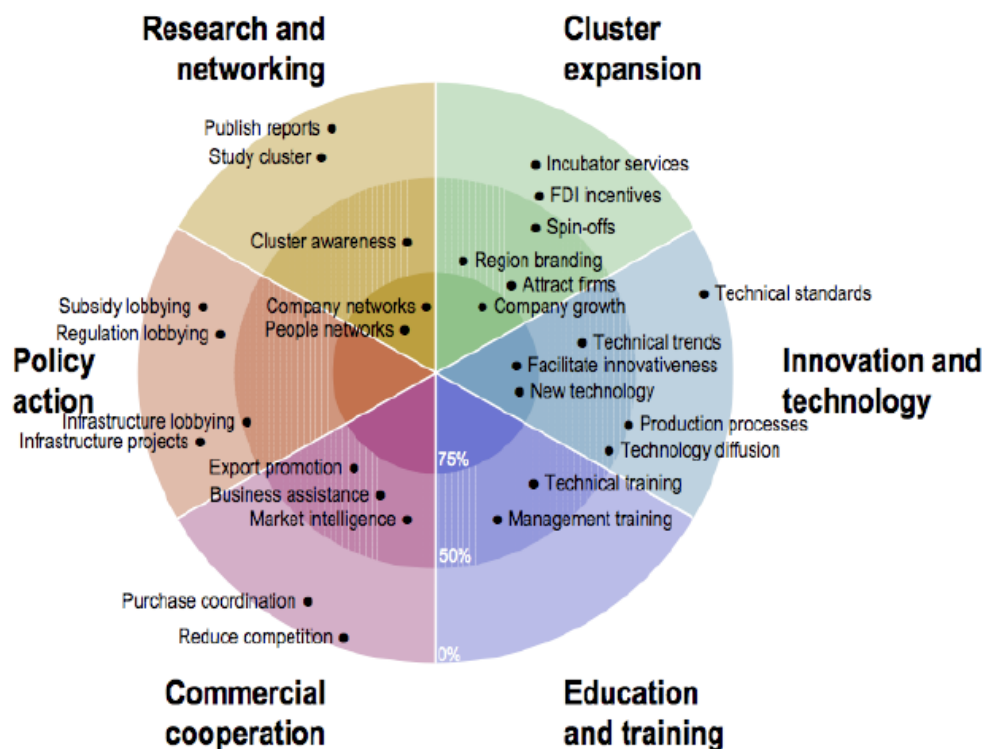 Research and
networking
Cluster
expansion
Publish reports
Study cluster
Incubator services
FDI incentives
Spin-offs
Cluster awareness
Region branding
Attract firms
Company networks
Company growth
People networks
Subsidy lobbying
Regulation lobbying
Technical standards
Technical trends
Facilitate innovativeness
New technology
Policy
action
Innovation and
technology
Infrastructure lobbying
Infrastructure projects
Production processes
Technology diffusion
Export promotion
Business assistance
Market intelligence
75%
Technical training
Management training
50%
Purchase coordination
Reduce competition
0%
Commercial
cooperation
Education
and training